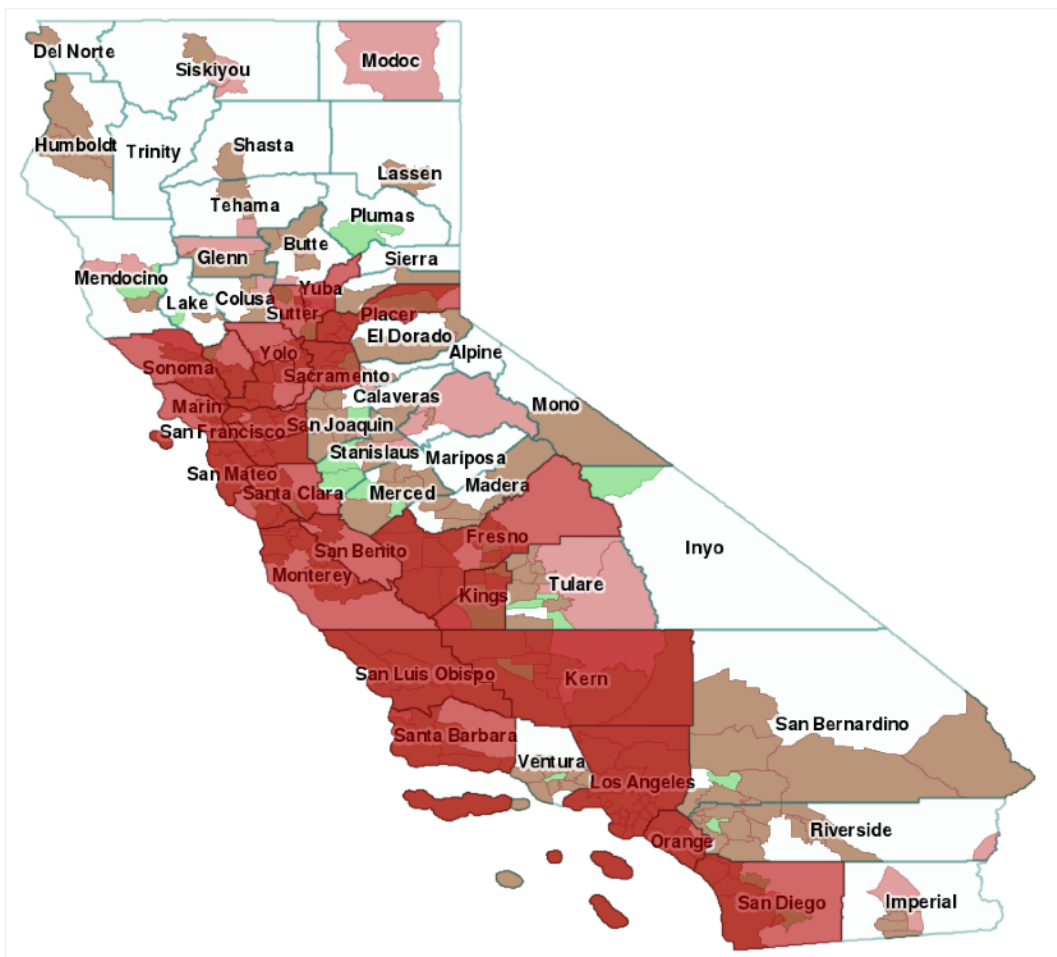 Del Norte
Siskiyou
Modoc
Humboldt
Trinity
Shasta
Lassen
Tehama
Plumas
Butte
Glenn
Sierra
Mendocino
Yuba
Lake
Colusa
Sutter
Placer
El Dorado
Yolo
Alpine
Sonoma
Sacramento
Calaveras
Mono
Marin
San Francisco
San Joaquin
Stanislaus
Mariposa
San Mateo
Santa Clara
Merced
Madera
Fresno
San Benito
Inyo
Monterey
Tulare
Kings
San Luis Obispo
Kern
San Bernardino
Santa Barbara
Ventura
Los Angeles
Riverside
Orange
San Diego
Imperial